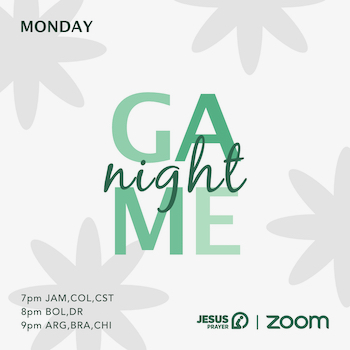 MONDAY
GA
night
ME
7pm JAM,COL,CST
8pm BOL,DR
9pm ARG,BRA,CHI
JESUS
PRAYER
zoom